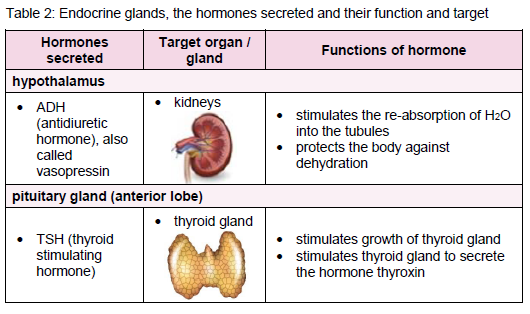 Table 2: Endocrine glands, the hormones secreted and their function and target
Hormones secreted
Target organ / gland
Functions of hormone
hypothalamus
• ADH
(antidiuretic
hormone), also
called
vasopressin
• kidneys
• stimulates the re-absorption of H2O
into the tubules
• protects the body against
dehydration
pituitary gland (anterior lobe)
• TSH (thyroid
stimulating
hormone)
• thyroid gland
• stimulates growth of thyroid gland
• stimulates thyroid gland to secrete
the hormone thyroxin